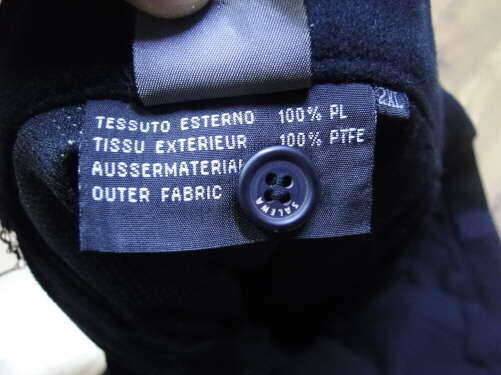 TESSUTO ESTERNO 100% PL
TISSU EXTERIEUR 100% PTFE
AUSSERMATERIAL
OUTER FABRIC
2XL
SALEWA